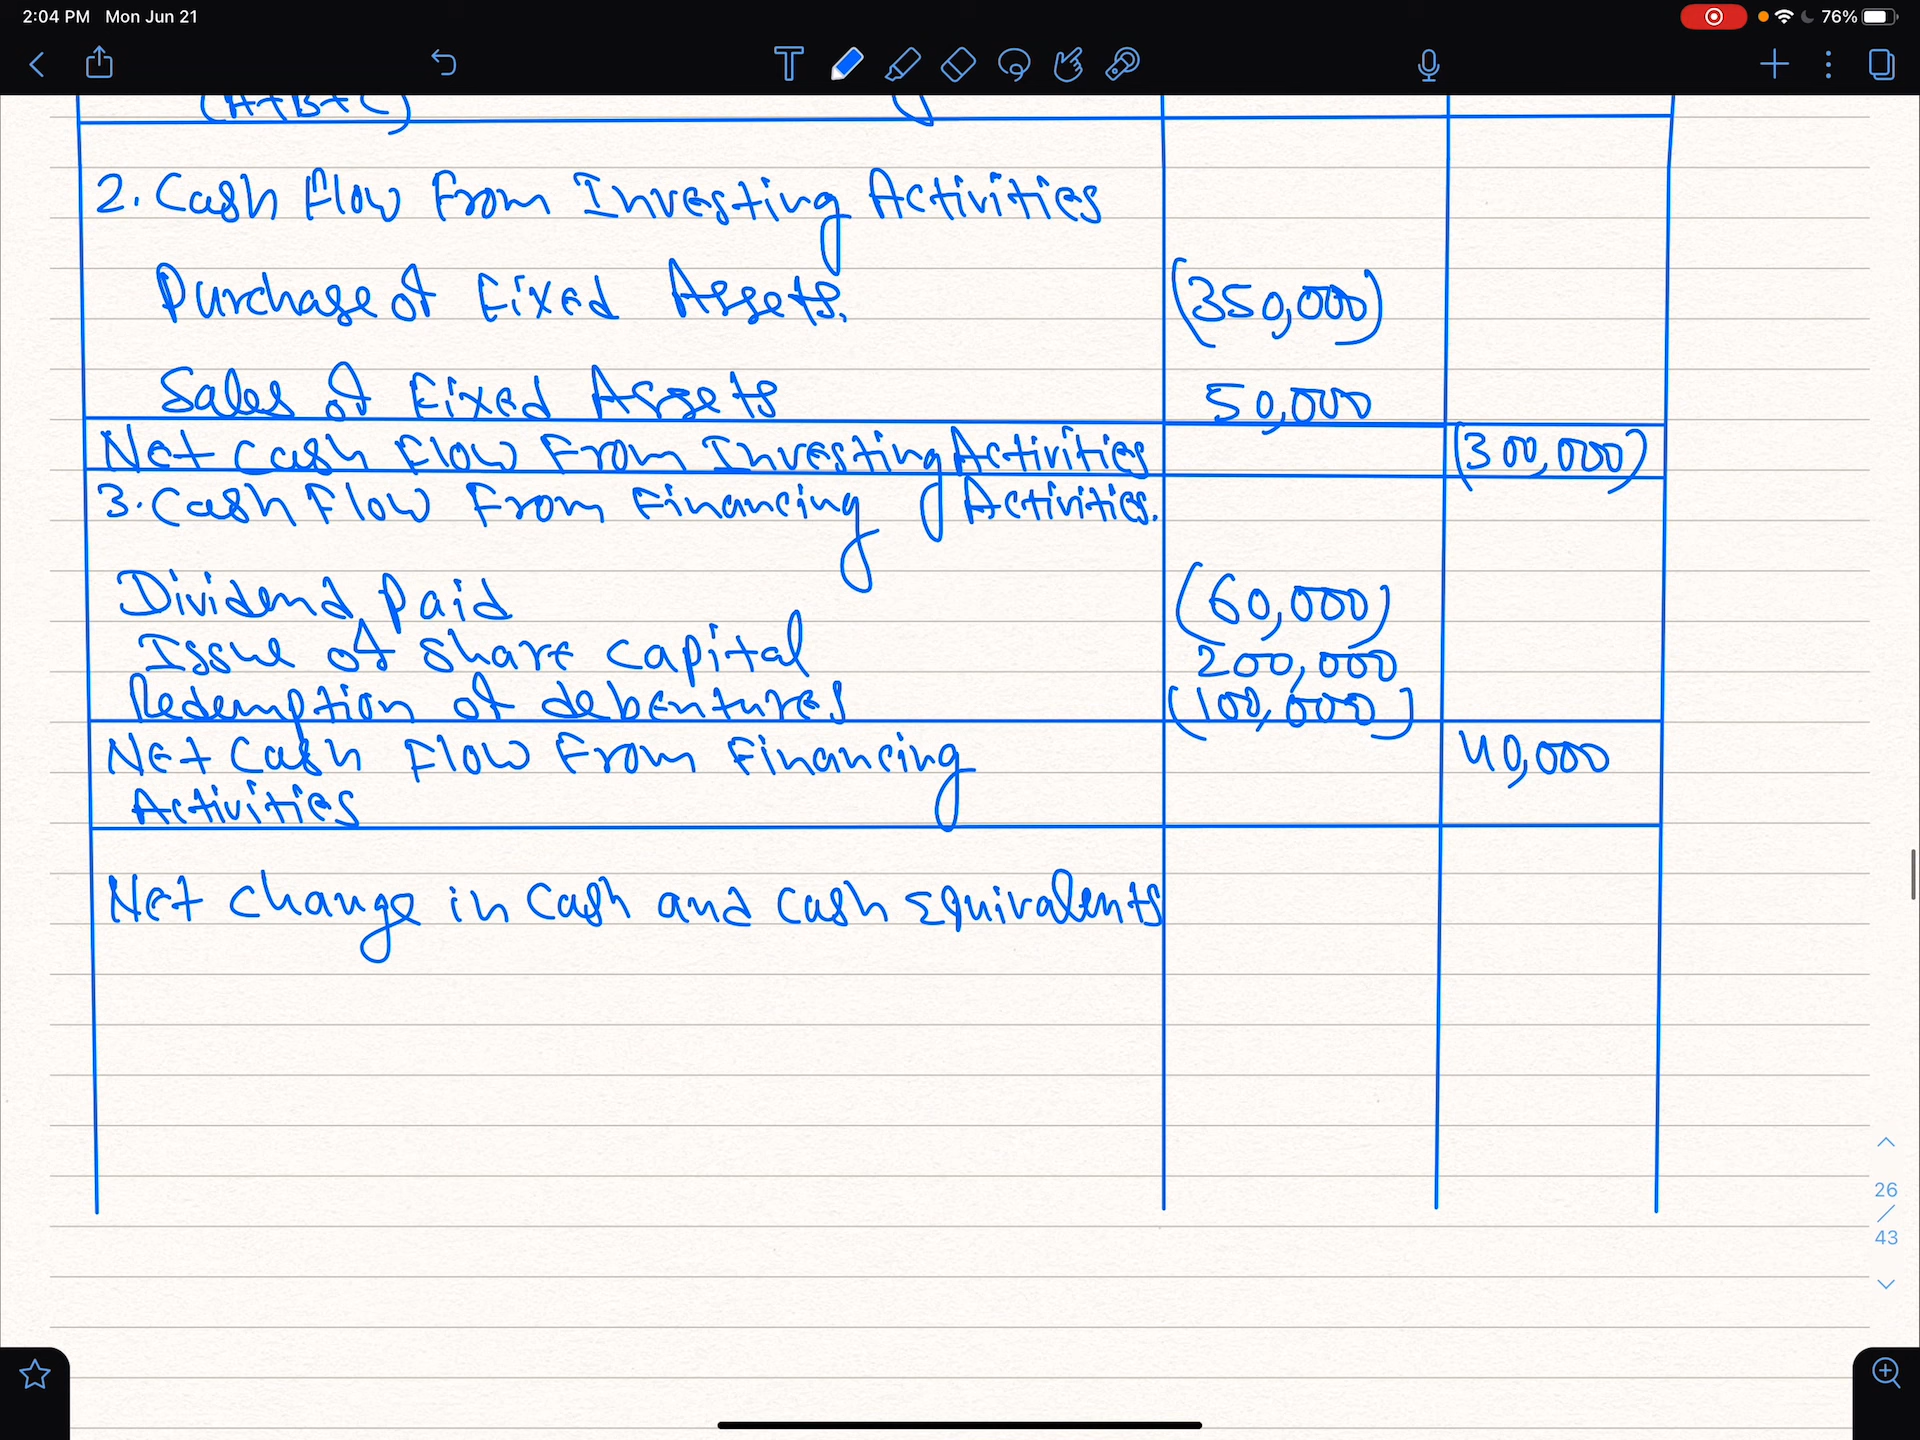 2:04 PM Mon Jun 21
76%
(A+B+C)
2. Cash Flow From Investing Activities
Purchase of Fixed Assets. (350,000)
Sales of Fixed Assets 50,000
Net Cash Flow From Investing Activities (300,000)
3. Cash Flow From Financing Activities.
Dividend paid (60,000)
Issue of share capital 200,000
Redemption of debentures (100,000)
Net Cash Flow From Financing 40,000
Activities
Net change in cash and cash Equivalents
26
/
43